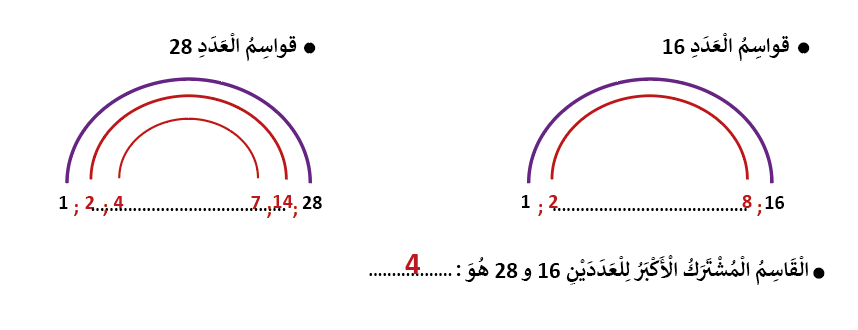 ● قواسِمُ الْعَدَدِ 16
● قواسِمُ الْعَدَدِ 28
1 ; 2 ........................................ 8 ; 16
1 ; 2 ; 4 ........................................ 7 ; 14 ; 28
● الْقَاسِمُ الْمُشْتَرَكُ الْأَكْبَرُ لِلْعَدَدَيْنِ 16 و 28 هُوَ : ........4..........